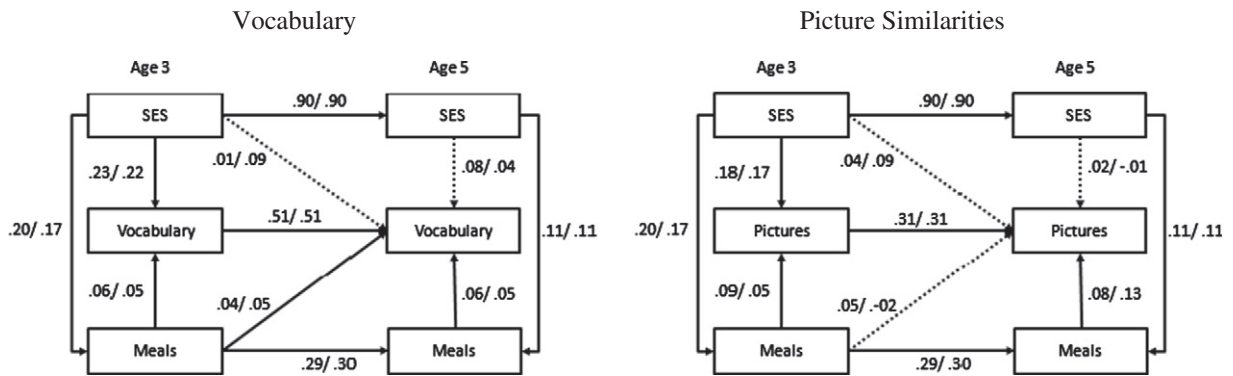 Vocabulary
Age 3
Age 5
SES
.90/ .90
SES
.01/ .09
.23/ .22
.08/ .04
.20/ .17
Vocabulary
.51/ .51
Vocabulary
.11/ .11
.06/ .05
.04/ .05
.06/ .05
Meals
.29/ .30
Meals
Picture Similarities
Age 3
Age 5
SES
.90/ .90
SES
.04/ .09
.18/ .17
.02/ -.01
.20/ .17
Pictures
.31/ .31
Pictures
.11/ .11
.09/ .05
.05/ .-02
.08/ .13
Meals
.29/ .30
Meals